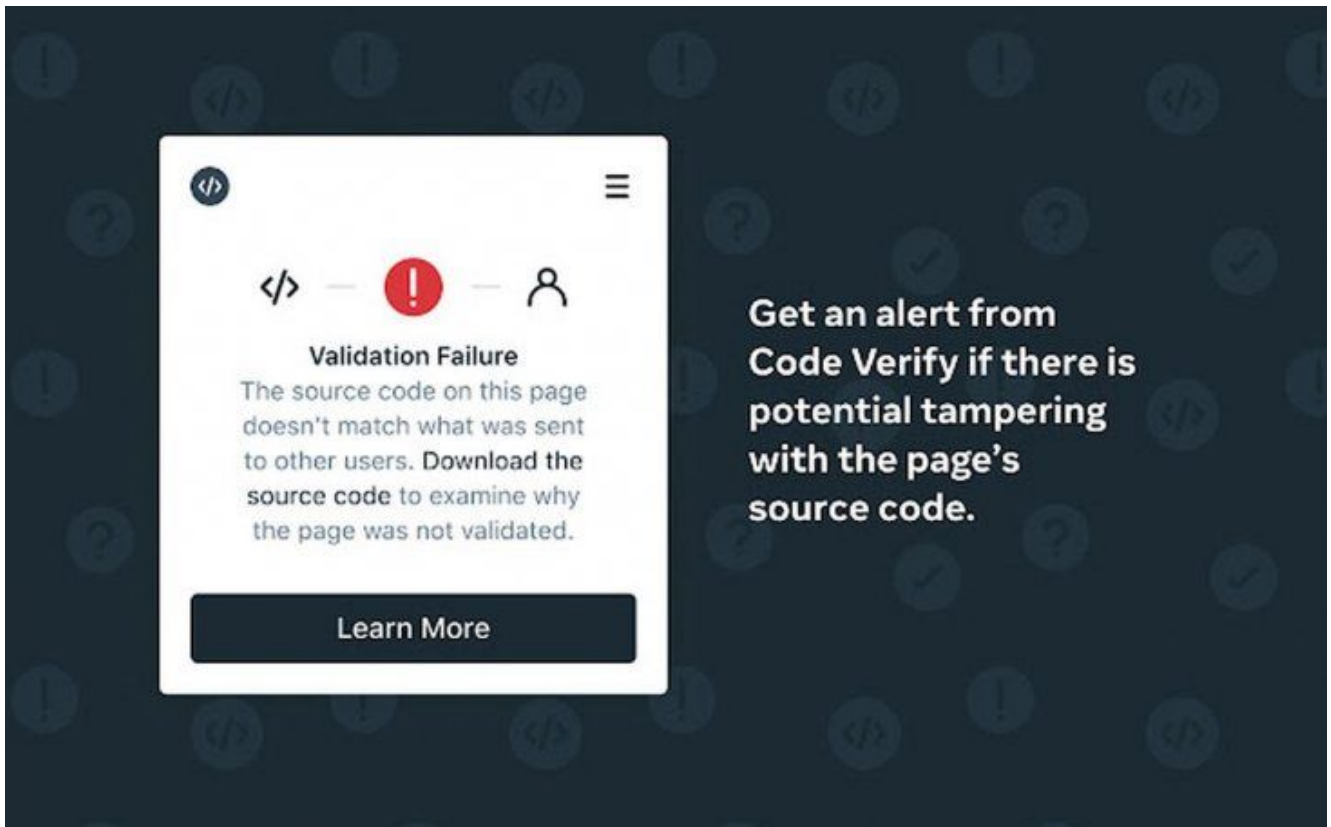 </>
</>
Validation Failure
The source code on this page
doesn't match what was sent
to other users. Download the
source code to examine why
the page was not validated.
Learn More
Get an alert from
Code Verify if there is
potential tampering
with the page's
source code.